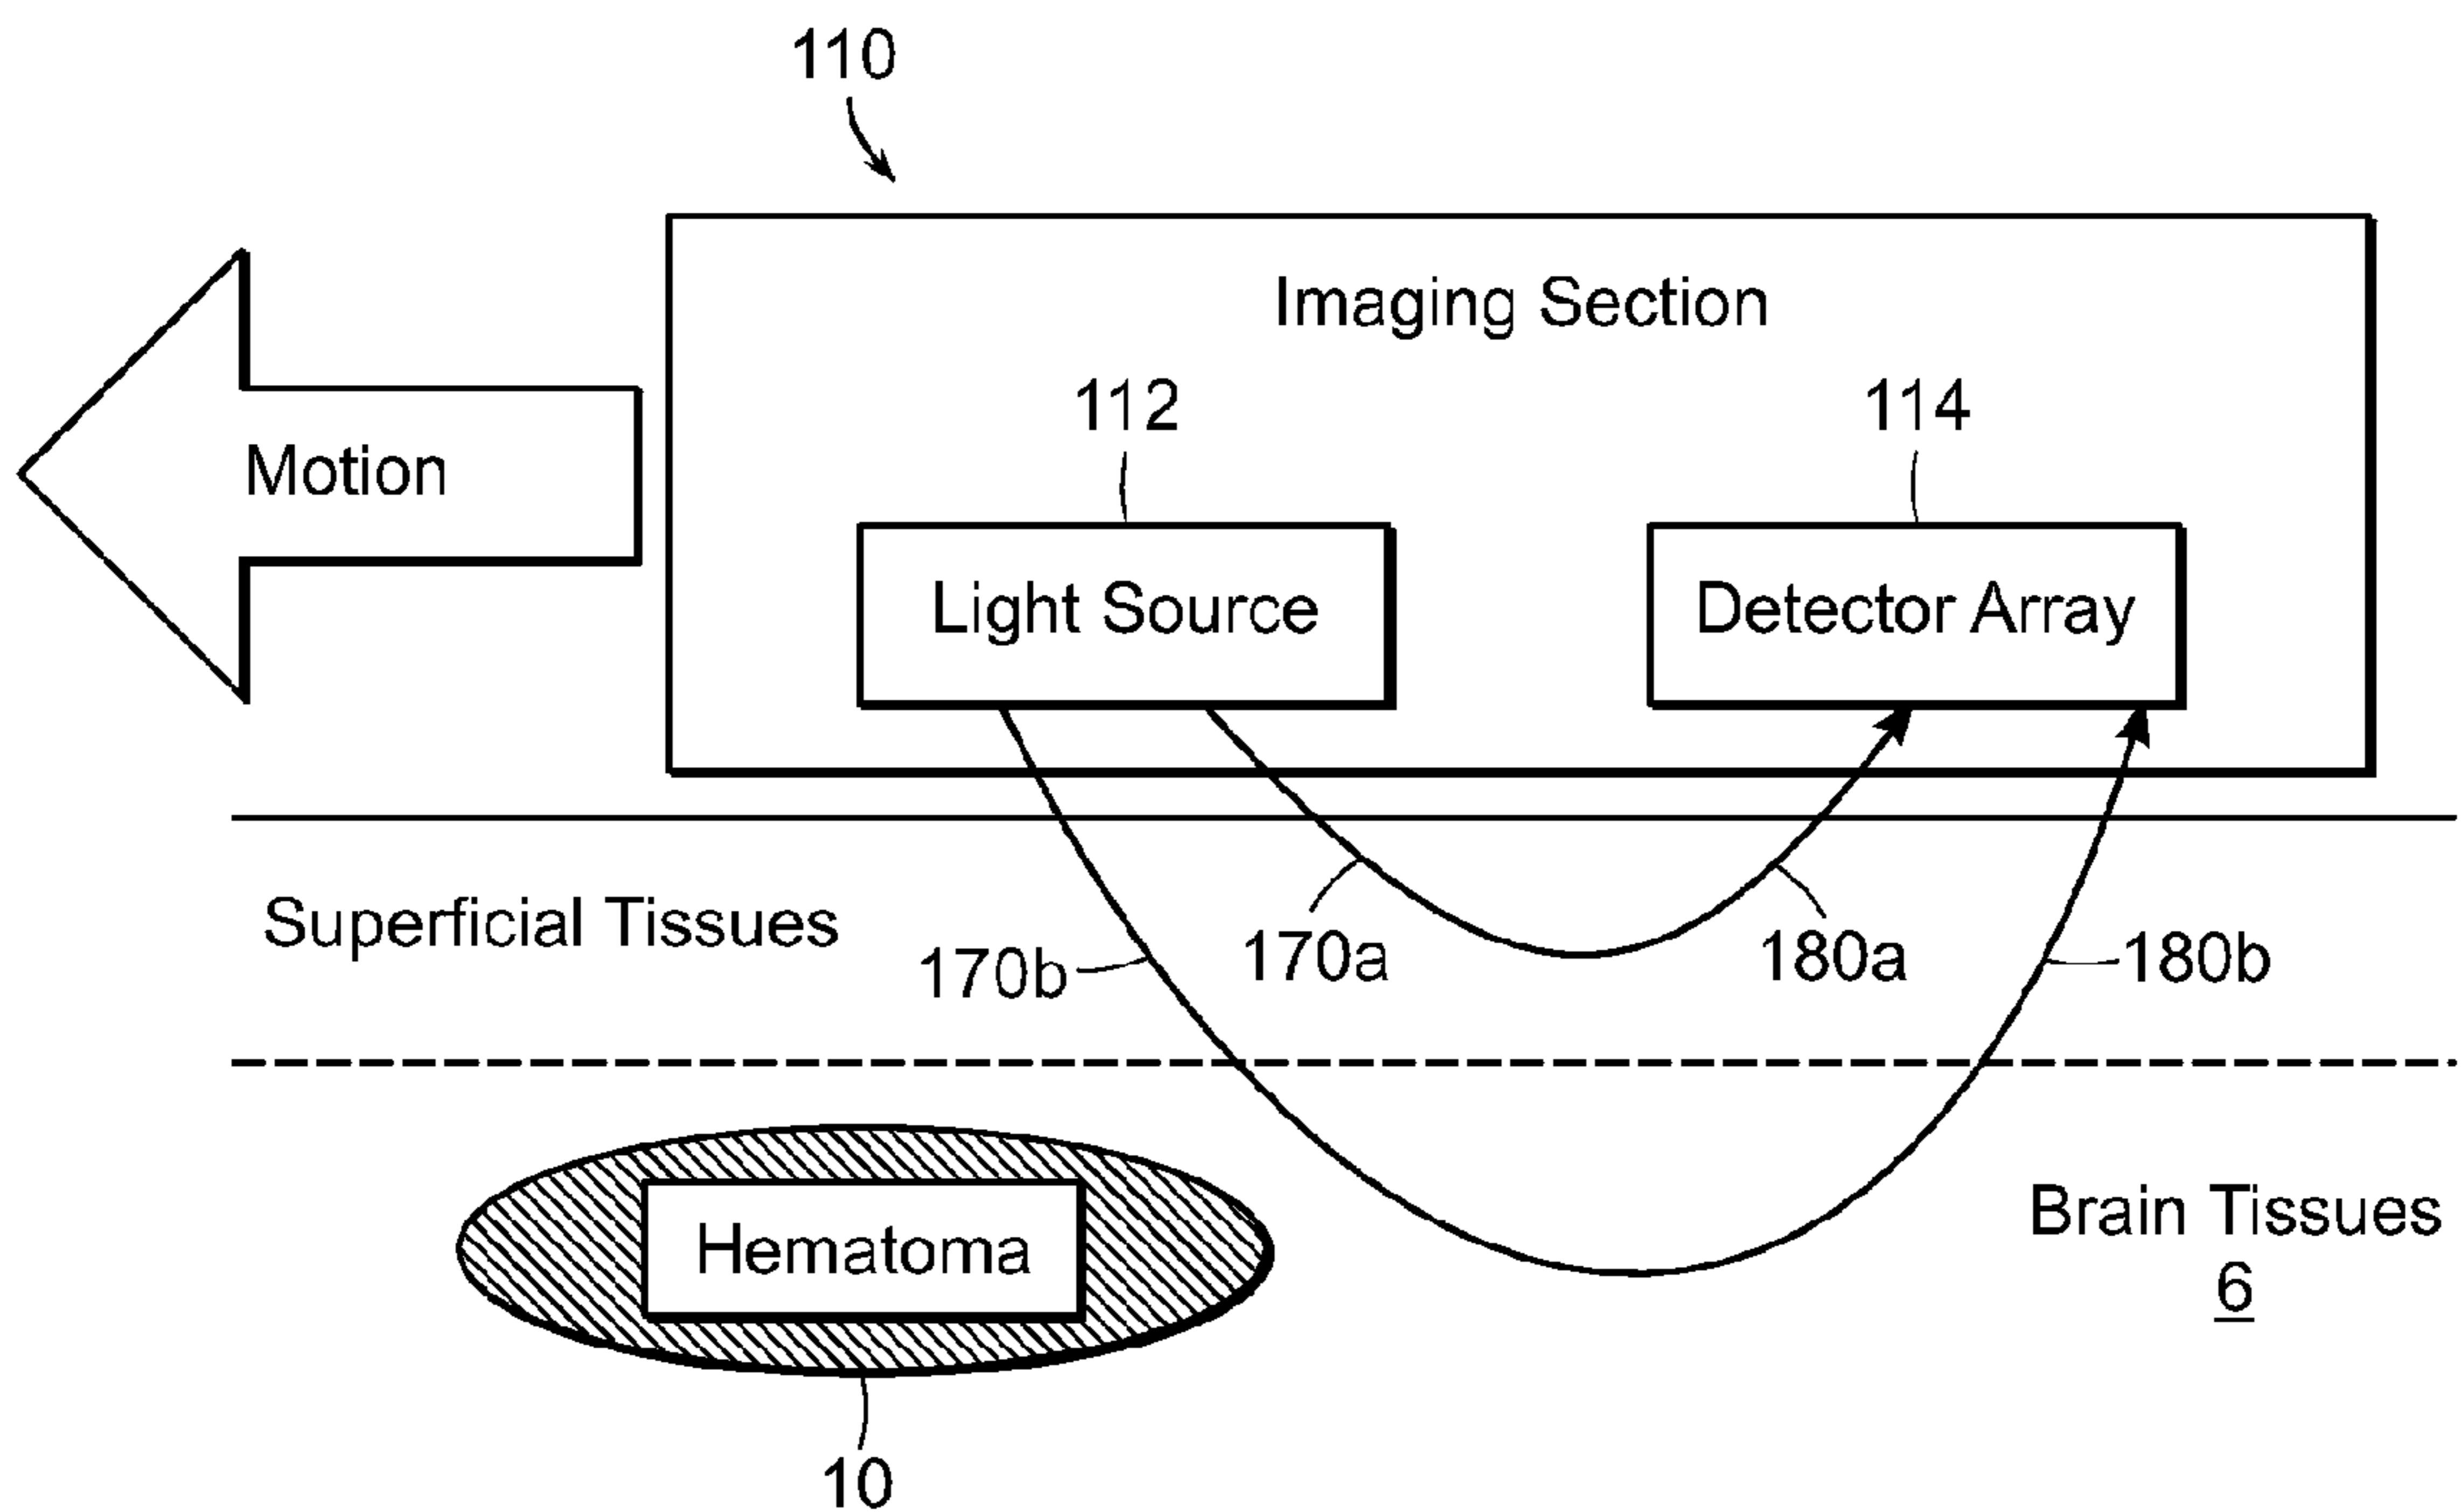 110
Imaging Section
112
114
Motion
Light Source
Detector Array
Superficial Tissues
170b
170a
180a
180b
Brain Tissues
6
Hematoma
10